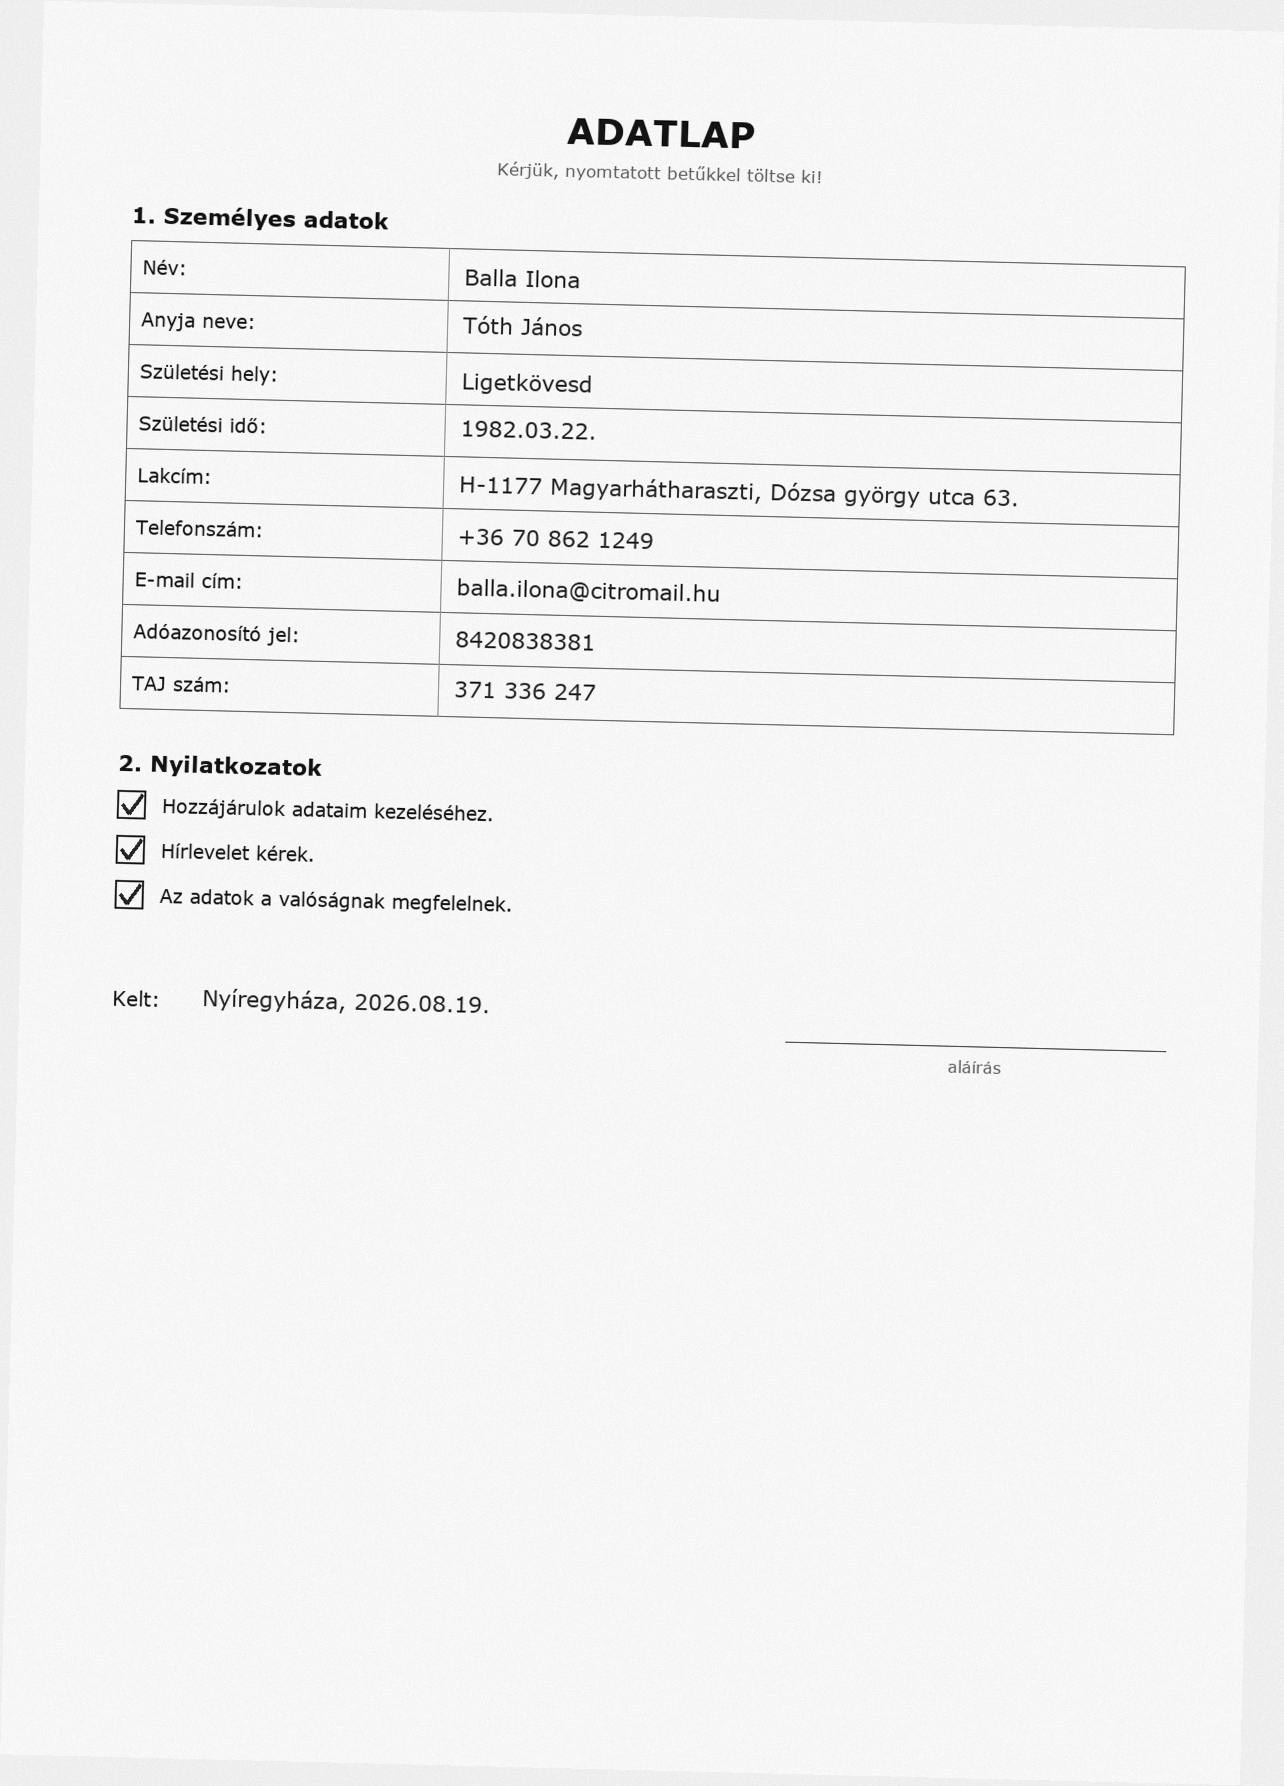 ADATLAP
Kérjük, nyomtatott betűkkel töltse ki!
1. Személyes adatok
Név: Balla Ilona
Anyja neve: Tóth János
Születési hely: Ligetkövesd
Születési idő: 1982.03.22.
Lakcím: H-1177 Magyarhátharaszti, Dózsa györgy utca 63.
Telefonszám: +36 70 862 1249
E-mail cím: balla.ilona@citromail.hu
Adóazonosító jel: 8420838381
TAJ szám: 371 336 247
2. Nyilatkozatok
Hozzájárulok adataim kezeléséhez.
Hírlevelet kérek.
Az adatok a valóságnak megfelelnek.
Kelt: Nyíregyháza, 2026.08.19.
aláírás